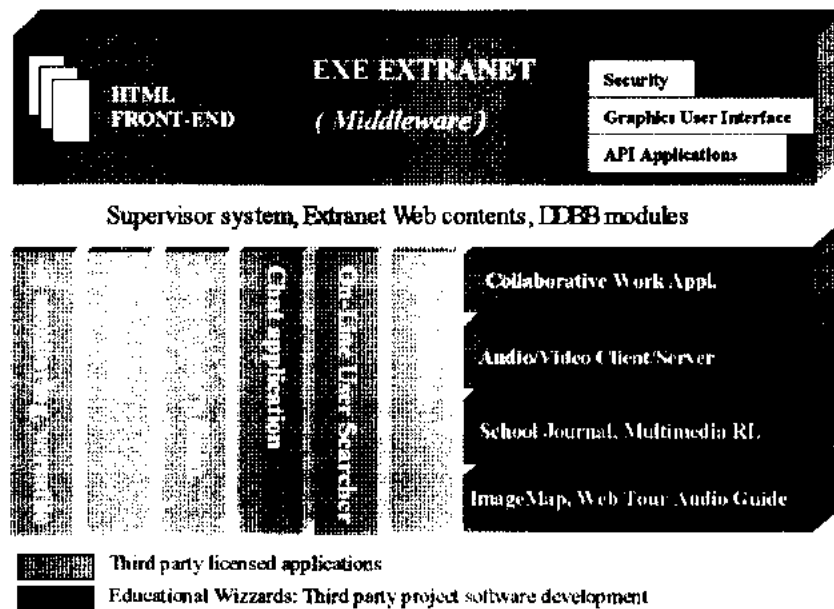 HTML
FRONT-END
EXE EXTRANET
( Middleware )
Security
Graphics User Interface
API Applications
Supervisor system, Extranet Web contents, DDBB modules
Chat application
On-Line User Searcher
Collaborative Work Appl.
Audio/Video Client/Server
School Journal, Multimedia RL
ImageMap, Web Tour Audio Guide
Third party licensed applications
Educational Wizzards: Third party project software development